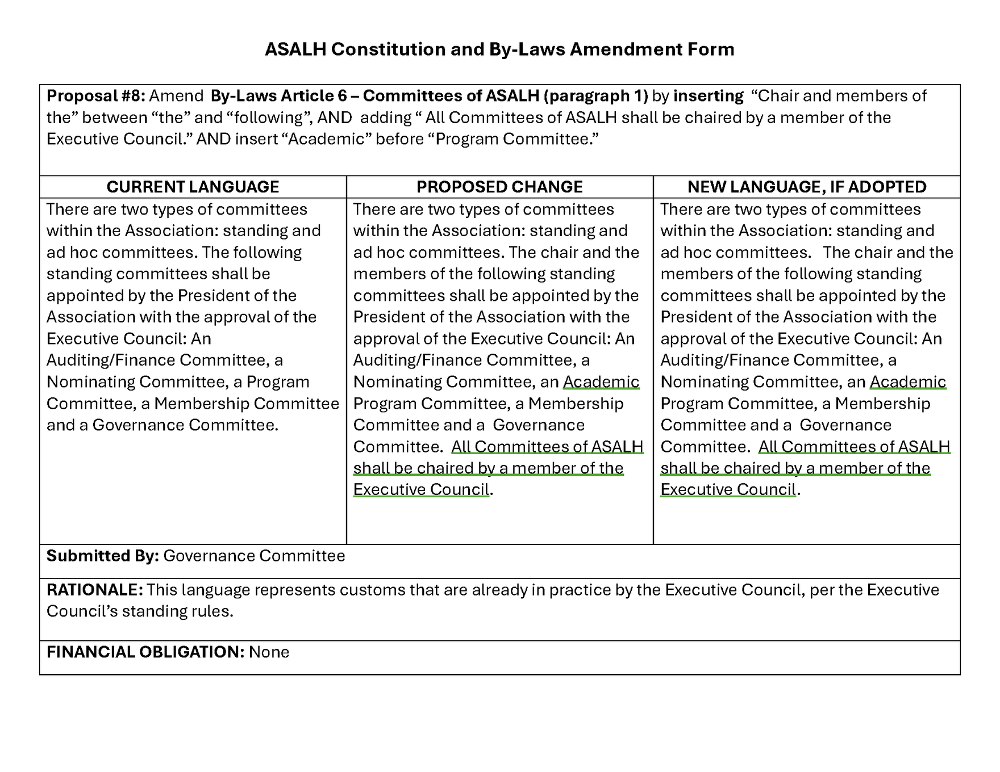 ASALH Constitution and By-Laws Amendment Form
Proposal #8: Amend By-Laws Article 6 – Committees of ASALH (paragraph 1) by inserting “Chair and members of
the” between “the” and “following”, AND adding “ All Committees of ASALH shall be chaired by a member of the
Executive Council.” AND insert “Academic” before “Program Committee.”
CURRENT LANGUAGE
There are two types of committees
within the Association: standing and
ad hoc committees. The following
standing committees shall be
appointed by the President of the
Association with the approval of the
Executive Council: An
Auditing/Finance Committee, a
Nominating Committee, a Program
Committee, a Membership Committee
and a Governance Committee.
PROPOSED CHANGE
There are two types of committees
within the Association: standing and
ad hoc committees. The chair and the
members of the following standing
committees shall be appointed by the
President of the Association with the
approval of the Executive Council: An
Auditing/Finance Committee, a
Nominating Committee, an Academic
Program Committee, a Membership
Committee and a Governance
Committee. All Committees of ASALH
shall be chaired by a member of the
Executive Council.
NEW LANGUAGE, IF ADOPTED
There are two types of committees
within the Association: standing and
ad hoc committees. The chair and the
members of the following standing
committees shall be appointed by the
President of the Association with the
approval of the Executive Council: An
Auditing/Finance Committee, a
Nominating Committee, an Academic
Program Committee, a Membership
Committee and a Governance
Committee. All Committees of ASALH
shall be chaired by a member of the
Executive Council.
Submitted By: Governance Committee
RATIONALE: This language represents customs that are already in practice by the Executive Council, per the Executive
Council’s standing rules.
FINANCIAL OBLIGATION: None